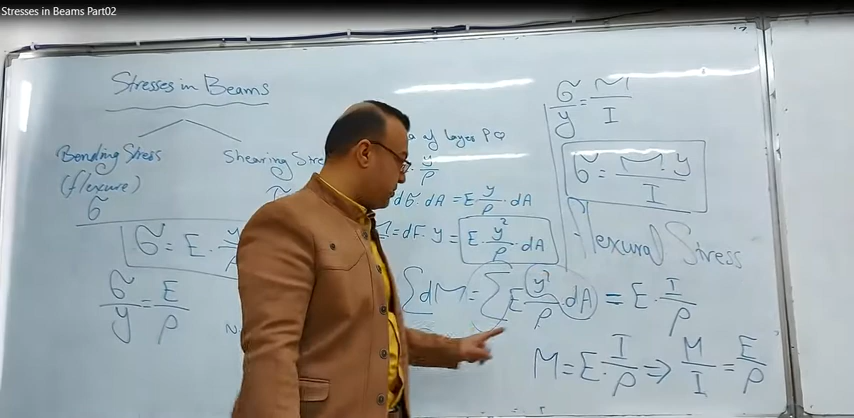 Stresses in Beams Part02
Stresses in Beams
Bending Stress
(flexure)
σ
Shearing
σ = E ·
σ/y = E/ρ
of layer PQ
y/ρ
dσ · dA = E y/ρ · dA
= dF · y = E · y²/ρ · dA
∑ dM = ∑ E y²/ρ · dA = E · I/ρ
M = E · I/ρ ⇒ M/I = E/ρ
σ/y = M/I
σ = M y / I
Flexural Stress